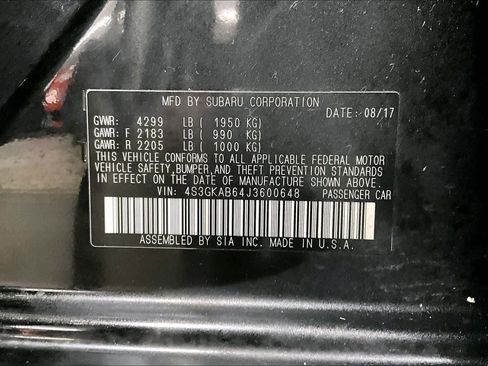 MFD BY SUBARU CORPORATION
DATE: 08/17
GVWR: 4299 LB ( 1950 KG)
GAWR: F 2183 LB ( 990 KG)
GAWR: R 2205 LB ( 1000 KG)
THIS VEHICLE CONFORMS TO ALL APPLICABLE FEDERAL MOTOR
VEHICLE SAFETY, BUMPER, AND THEFT PREVENTION STANDARDS
IN EFFECT ON THE DATE OF MANUFACTURE SHOWN ABOVE.
VIN: 4S3GKAB64J3600648 PASSENGER CAR
ASSEMBLED BY SIA INC. MADE IN U.S.A.